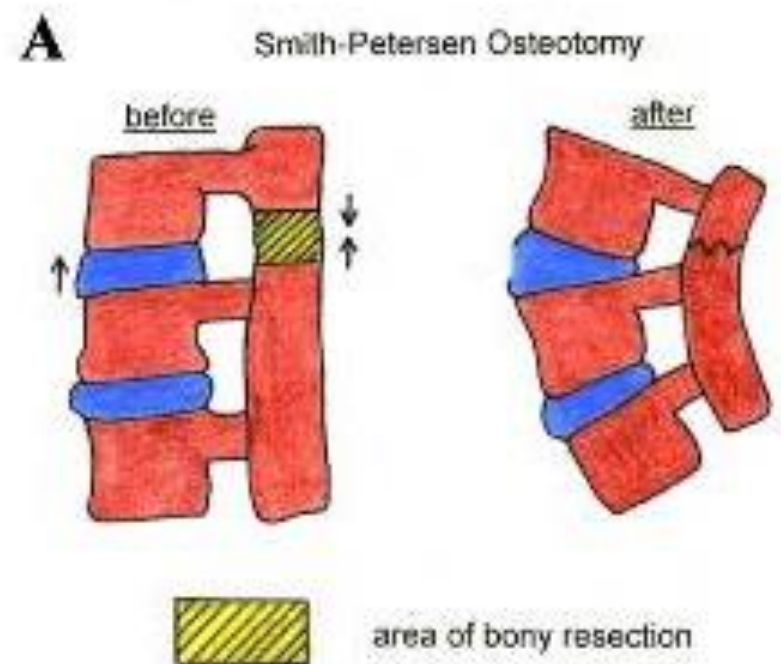 A
Smith-Petersen Osteotomy
before
after
area of bony resection